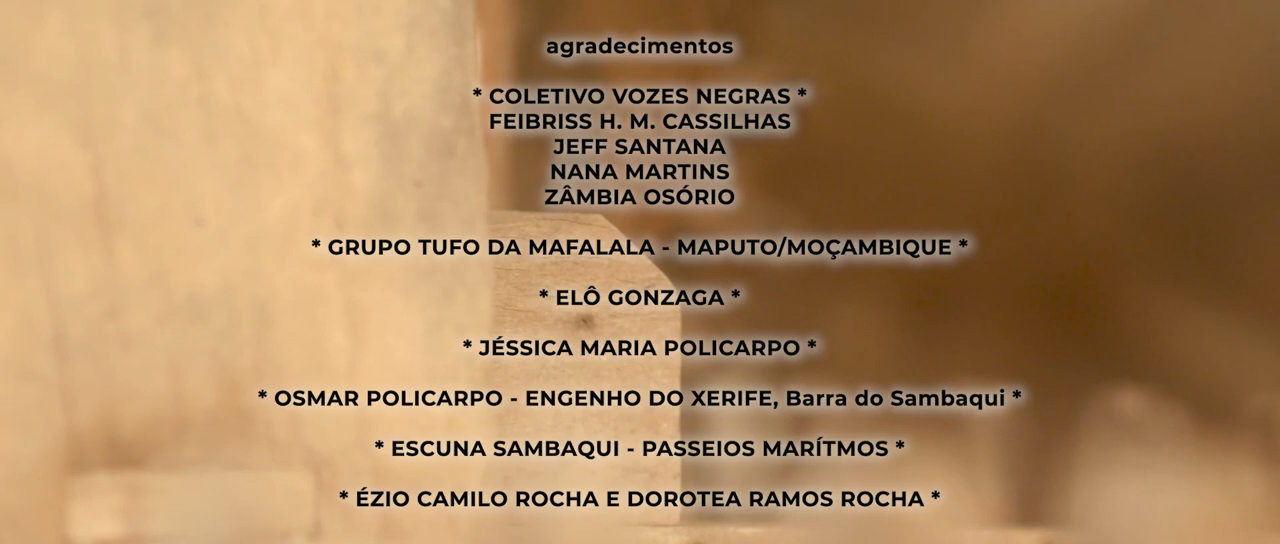 agradecimentos
* COLETIVO VOZES NEGRAS *
FEIBRISS H. M. CASSILHAS
JEFF SANTANA
NANA MARTINS
ZÂMBIA OSÓRIO
* GRUPO TUFO DA MAFALALA - MAPUTO/MOÇAMBIQUE *
* ELÔ GONZAGA *
* JÉSSICA MARIA POLICARPO *
* OSMAR POLICARPO - ENGENHO DO XERIFE, Barra do Sambaqui *
* ESCUNA SAMBAQUI - PASSEIOS MARÍTMOS *
* ÉZIO CAMILO ROCHA E DOROTEA RAMOS ROCHA *